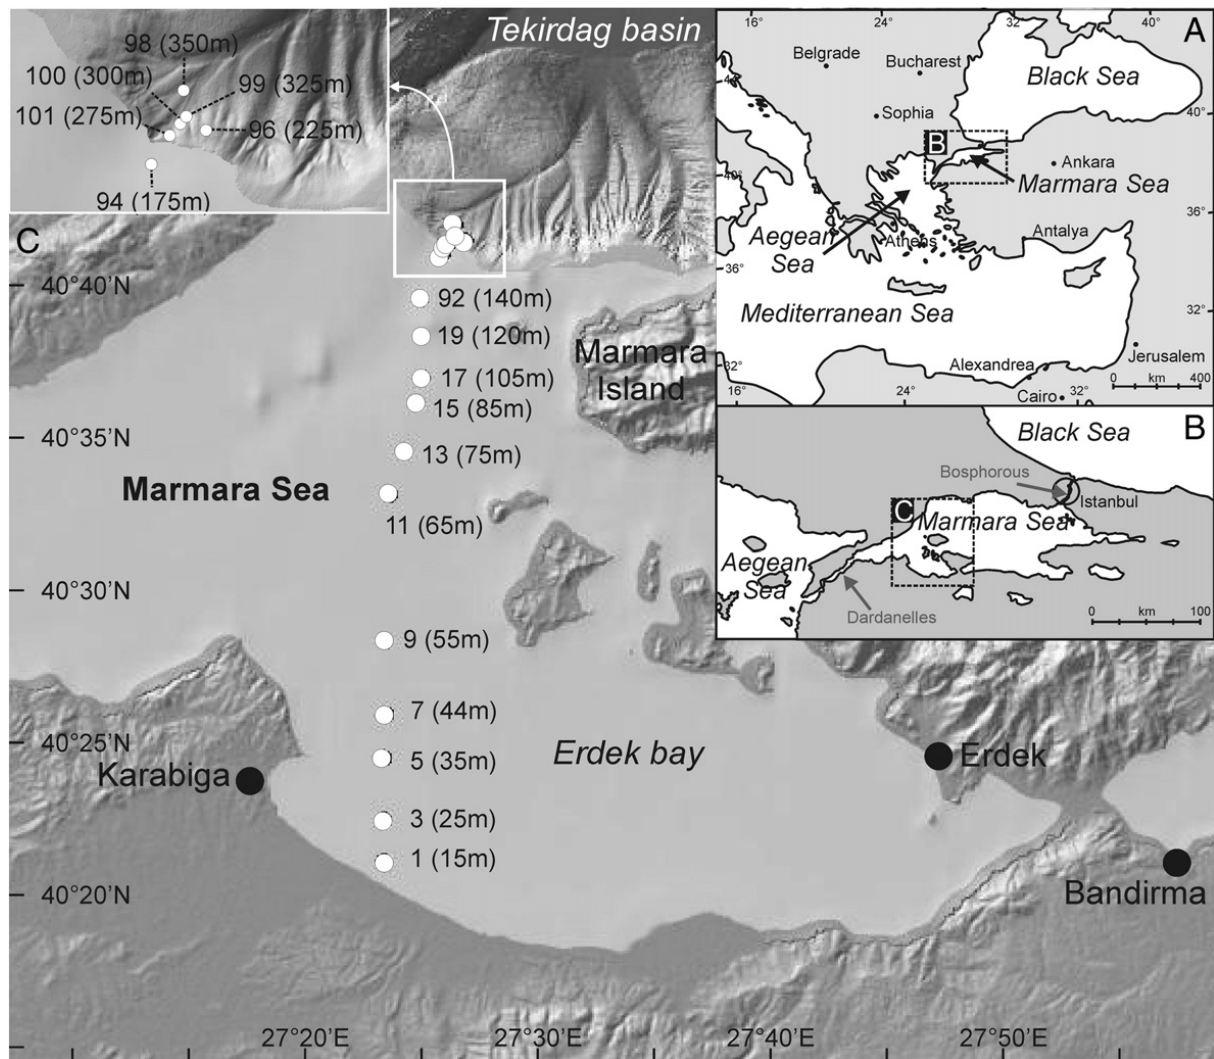 98 (350m)
100 (300m)
99 (325m)
101 (275m)
96 (225m)
94 (175m)
Tekirdag basin
C
40°40'N
40°35'N
40°30'N
40°25'N
40°20'N
92 (140m)
19 (120m)
17 (105m)
15 (85m)
13 (75m)
11 (65m)
9 (55m)
7 (44m)
5 (35m)
3 (25m)
1 (15m)
Marmara
Island
Marmara Sea
Erdek bay
Karabiga
Erdek
Bandirma
27°20'E
27°30'E
27°40'E
27°50'E
A
16°
24°
32
40°
Belgrade
Bucharest
Black Sea
44°
Sophia
40°
B
Ankara
40°
Marmara Sea
Aegean
Sea
Athens
Antalya
36°
36°
Mediterranean Sea
32°
Alexandrea
Jerusalem
32°
0 km 400
Cairo
16°
24°
32°
B
Black Sea
Bosphorous
Istanbul
C
Marmara Sea
Aegean
Sea
Dardanelles
0 km 100